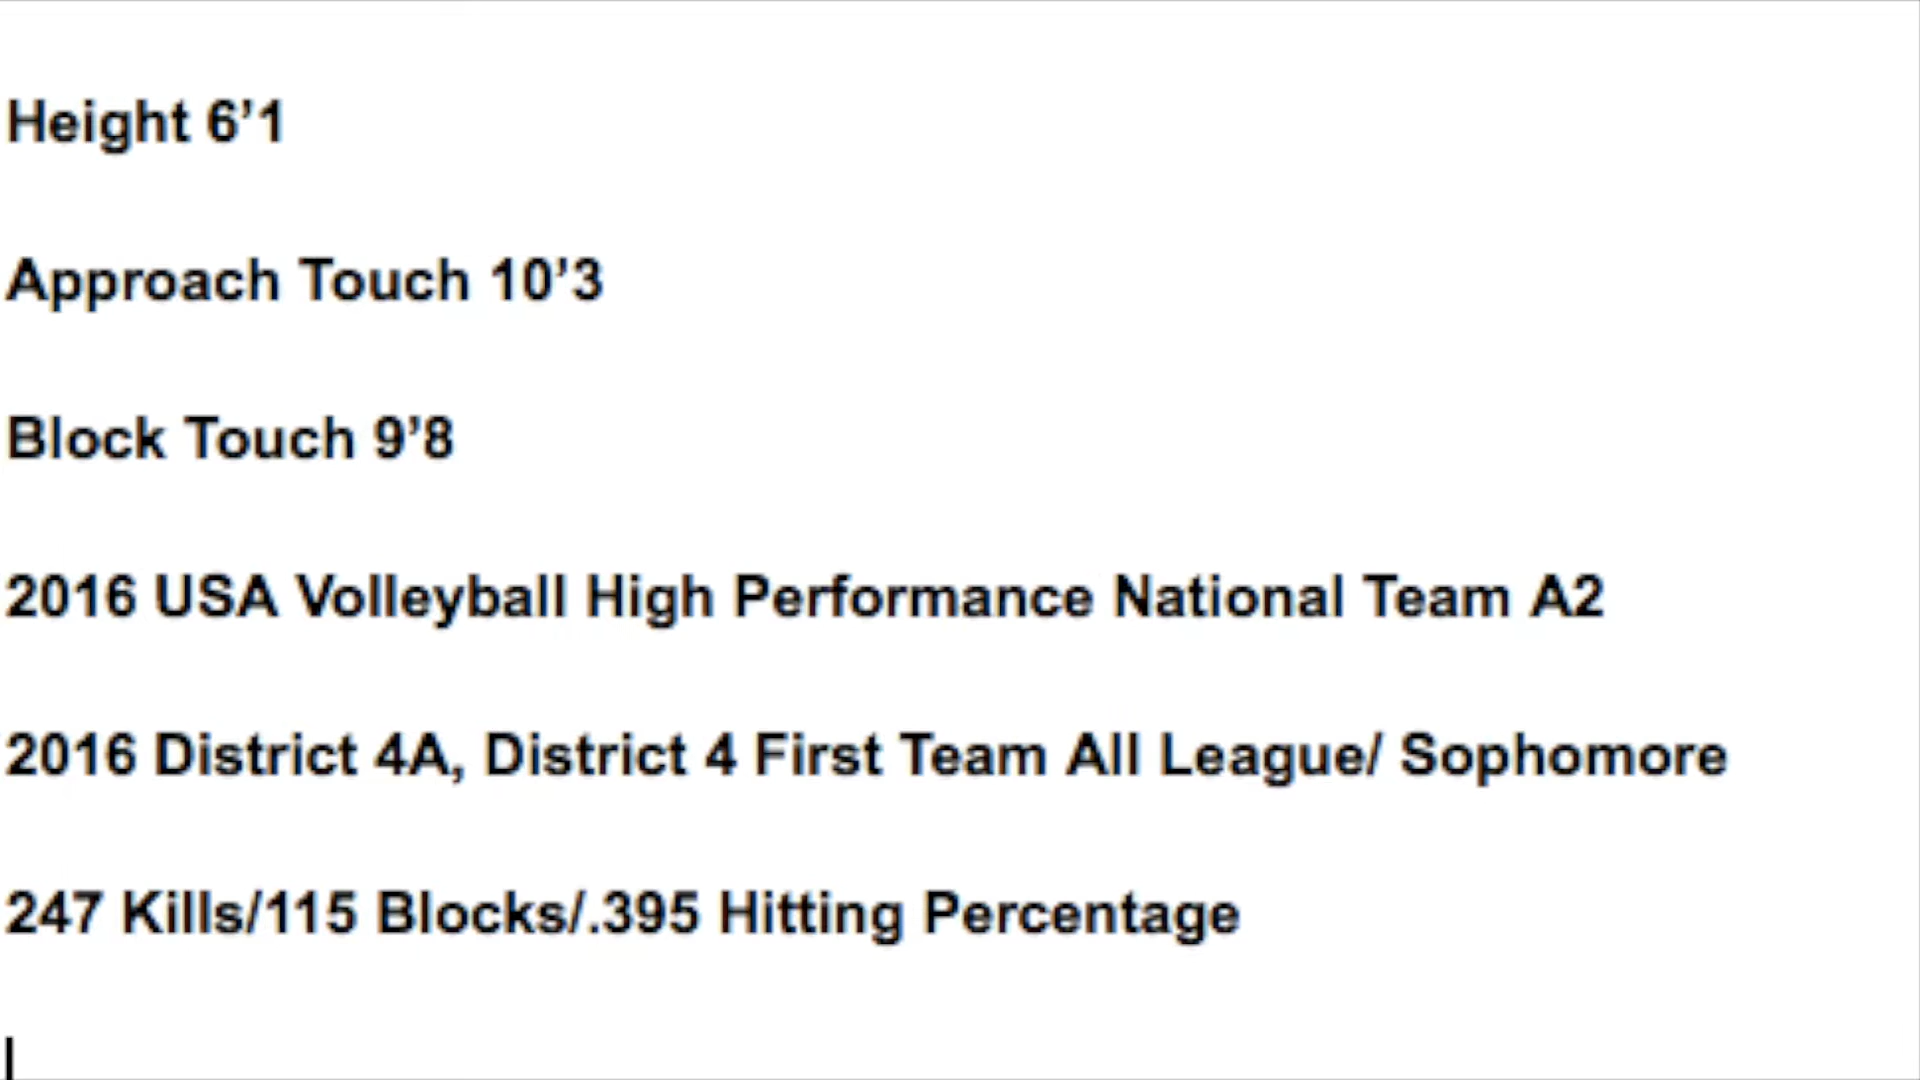 Height 6’1
Approach Touch 10’3
Block Touch 9’8
2016 USA Volleyball High Performance National Team A2
2016 District 4A, District 4 First Team All League/ Sophomore
247 Kills/115 Blocks/.395 Hitting Percentage